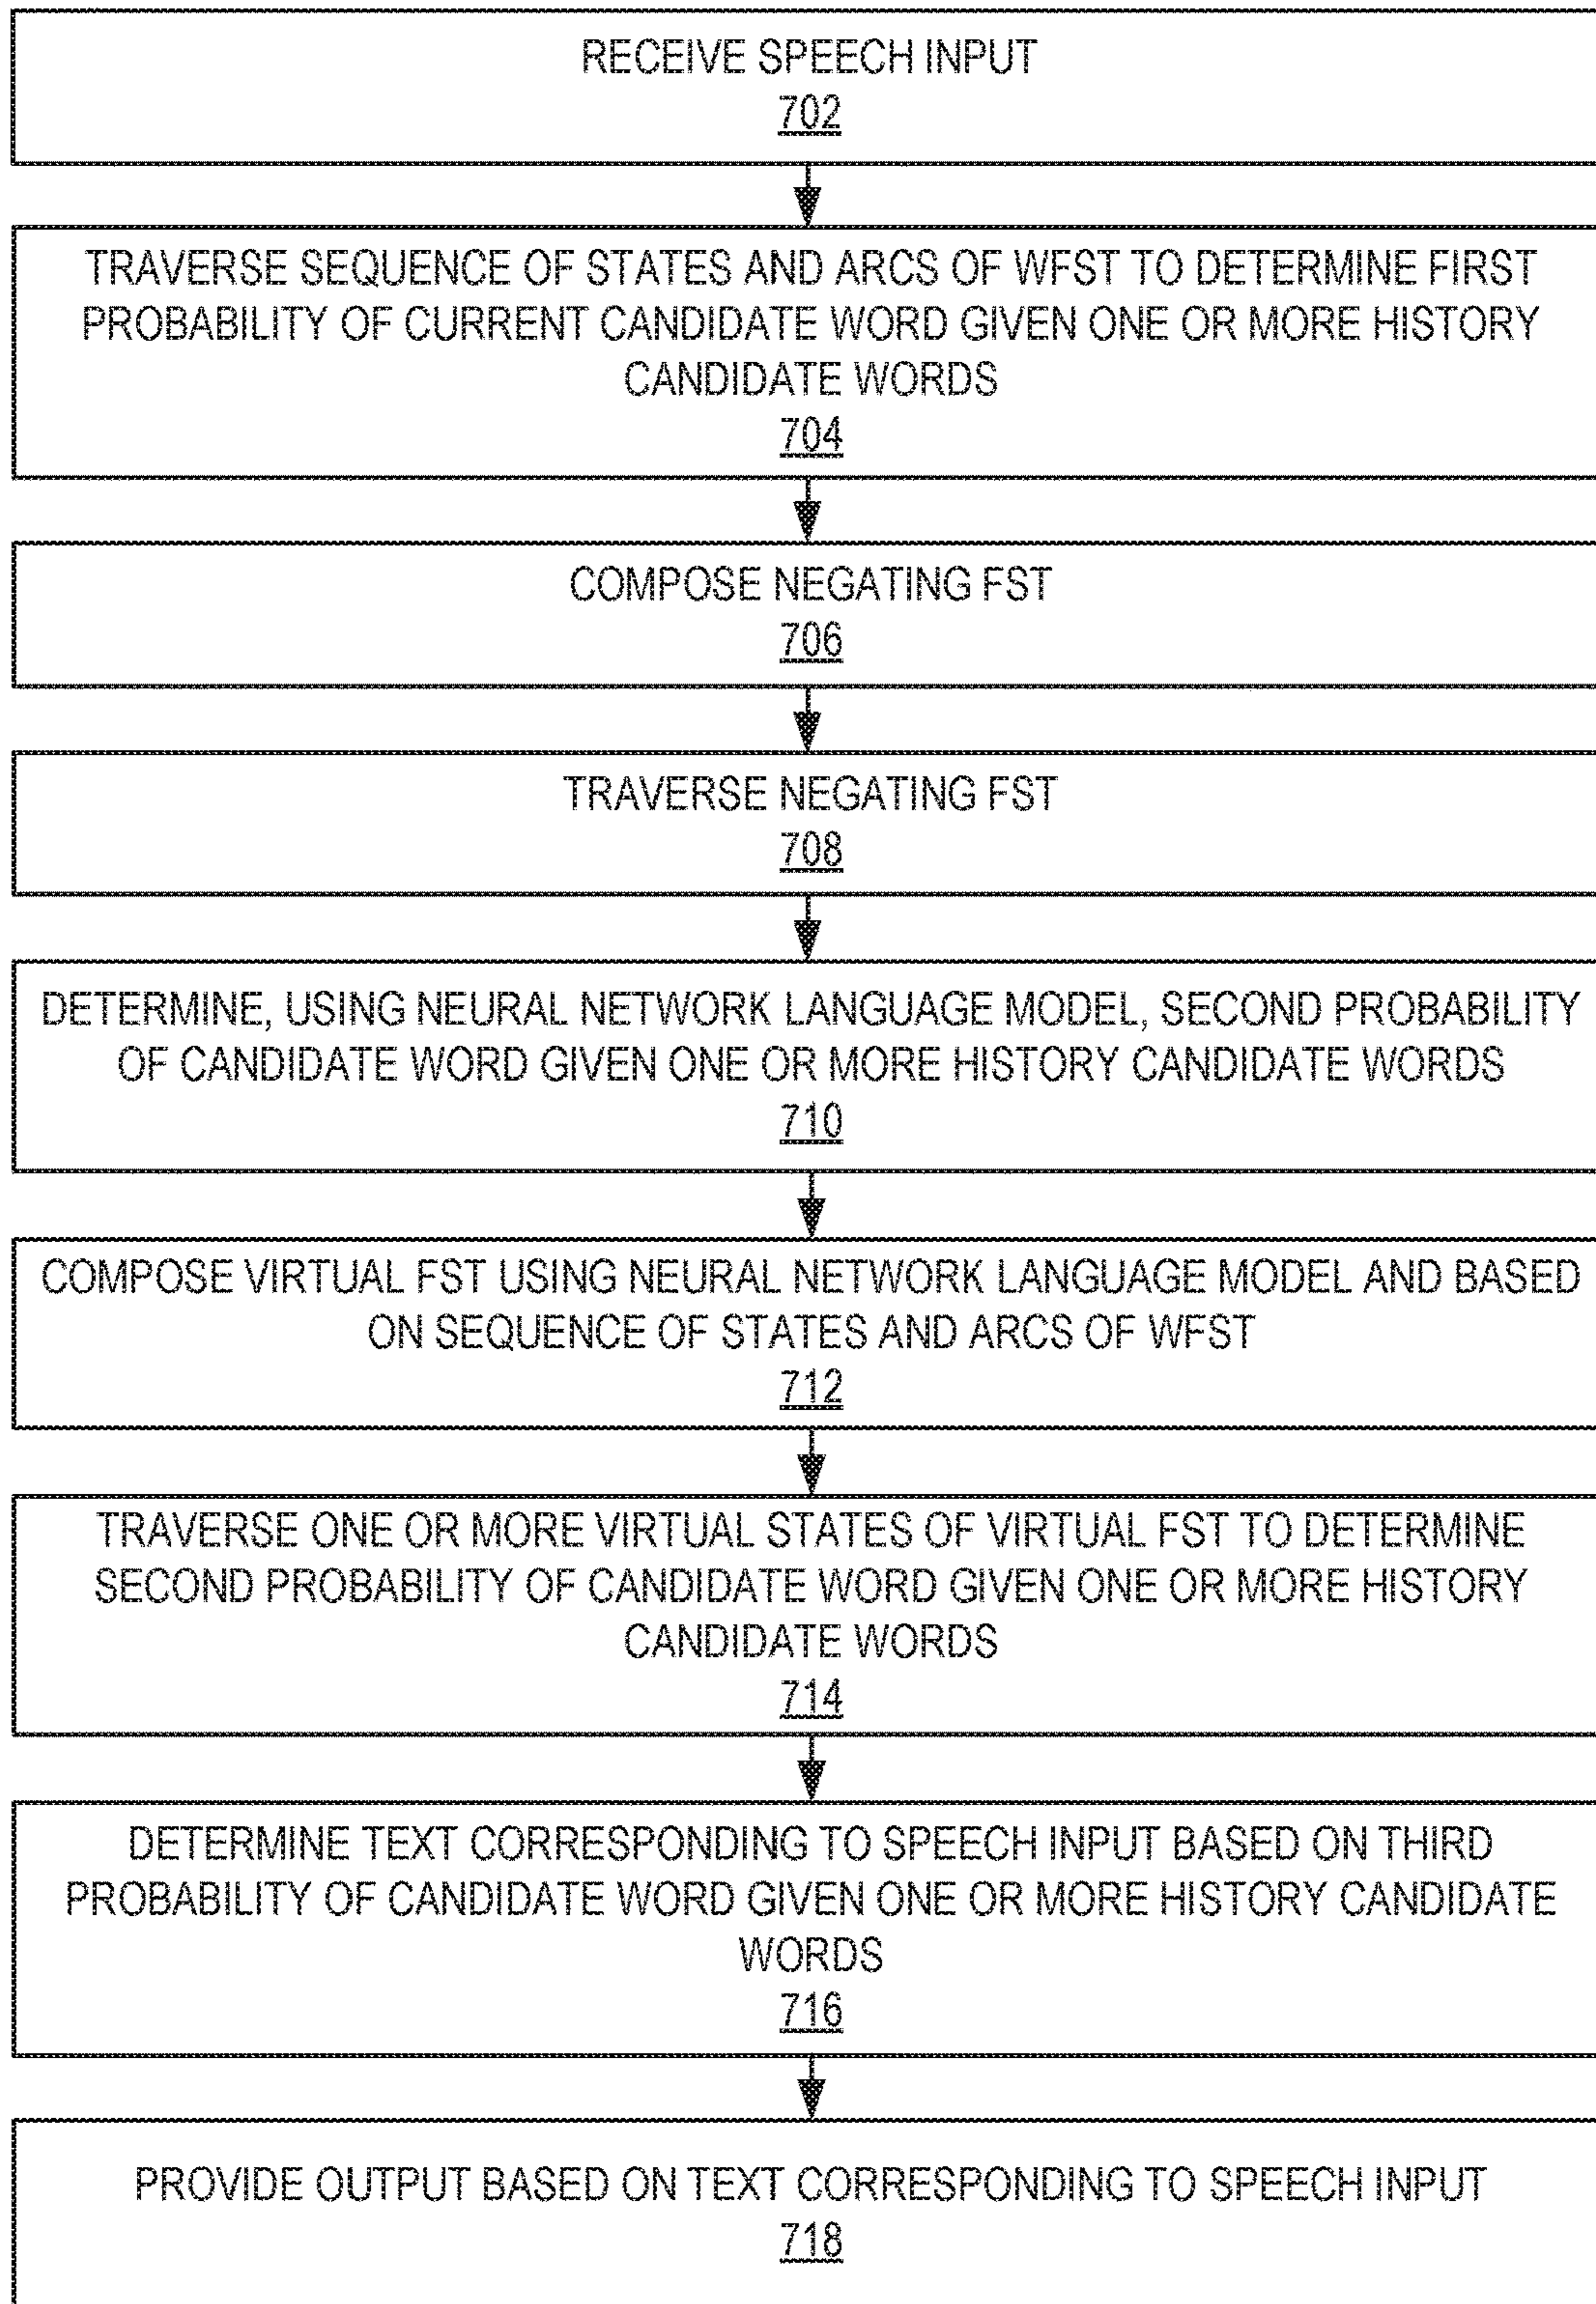 RECEIVE SPEECH INPUT
702
TRAVERSE SEQUENCE OF STATES AND ARCS OF WFST TO DETERMINE FIRST
PROBABILITY OF CURRENT CANDIDATE WORD GIVEN ONE OR MORE HISTORY
CANDIDATE WORDS
704
COMPOSE NEGATING FST
706
TRAVERSE NEGATING FST
708
DETERMINE, USING NEURAL NETWORK LANGUAGE MODEL, SECOND PROBABILITY
OF CANDIDATE WORD GIVEN ONE OR MORE HISTORY CANDIDATE WORDS
710
COMPOSE VIRTUAL FST USING NEURAL NETWORK LANGUAGE MODEL AND BASED
ON SEQUENCE OF STATES AND ARCS OF WFST
712
TRAVERSE ONE OR MORE VIRTUAL STATES OF VIRTUAL FST TO DETERMINE
SECOND PROBABILITY OF CANDIDATE WORD GIVEN ONE OR MORE HISTORY
CANDIDATE WORDS
714
DETERMINE TEXT CORRESPONDING TO SPEECH INPUT BASED ON THIRD
PROBABILITY OF CANDIDATE WORD GIVEN ONE OR MORE HISTORY CANDIDATE
WORDS
716
PROVIDE OUTPUT BASED ON TEXT CORRESPONDING TO SPEECH INPUT
718